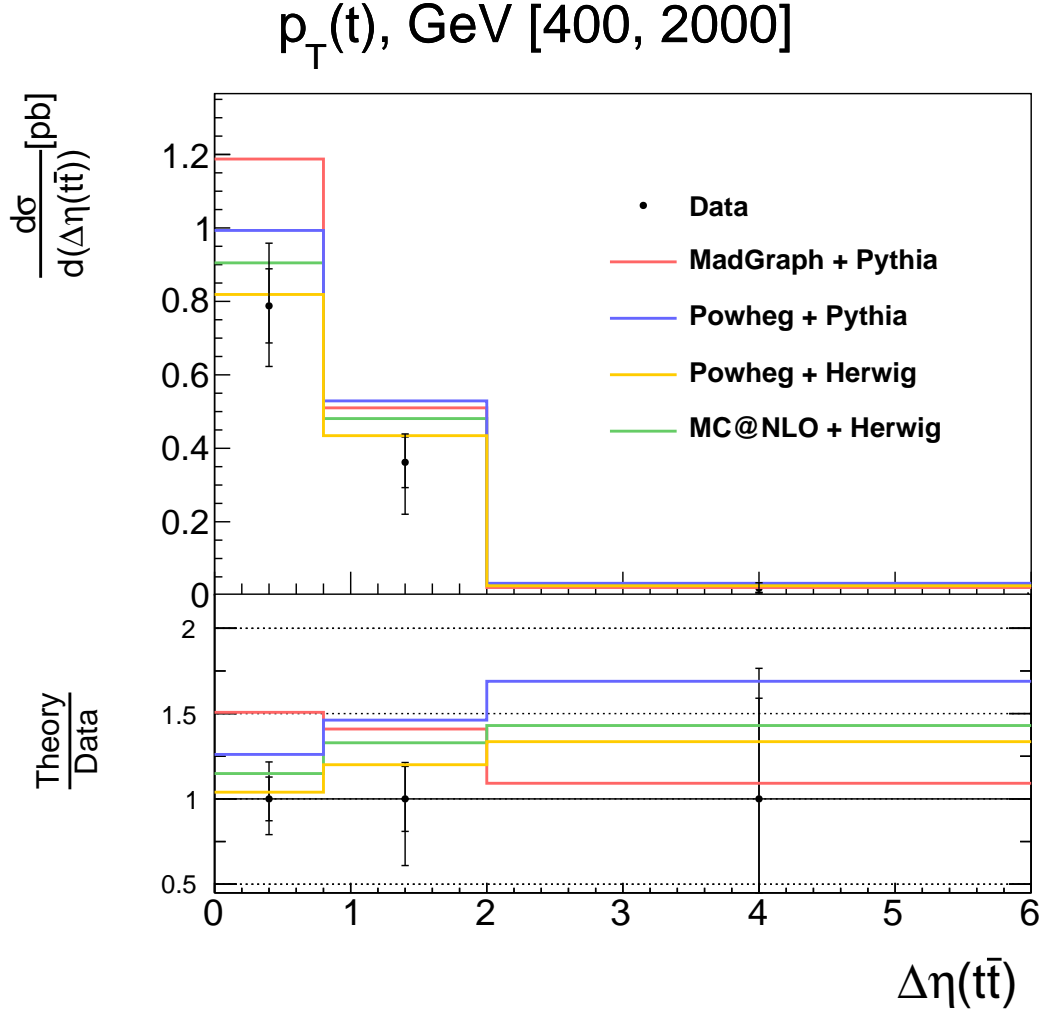 p_T(t), GeV [400, 2000]
dσ
d(Δη(tt̄))
[pb]
1.2
1
0.8
0.6
0.4
0.2
0
Data
MadGraph + Pythia
Powheg + Pythia
Powheg + Herwig
MC@NLO + Herwig
Theory
Data
2
1.5
1
0.5
0 1 2 3 4 5 6
Δη(tt̄)